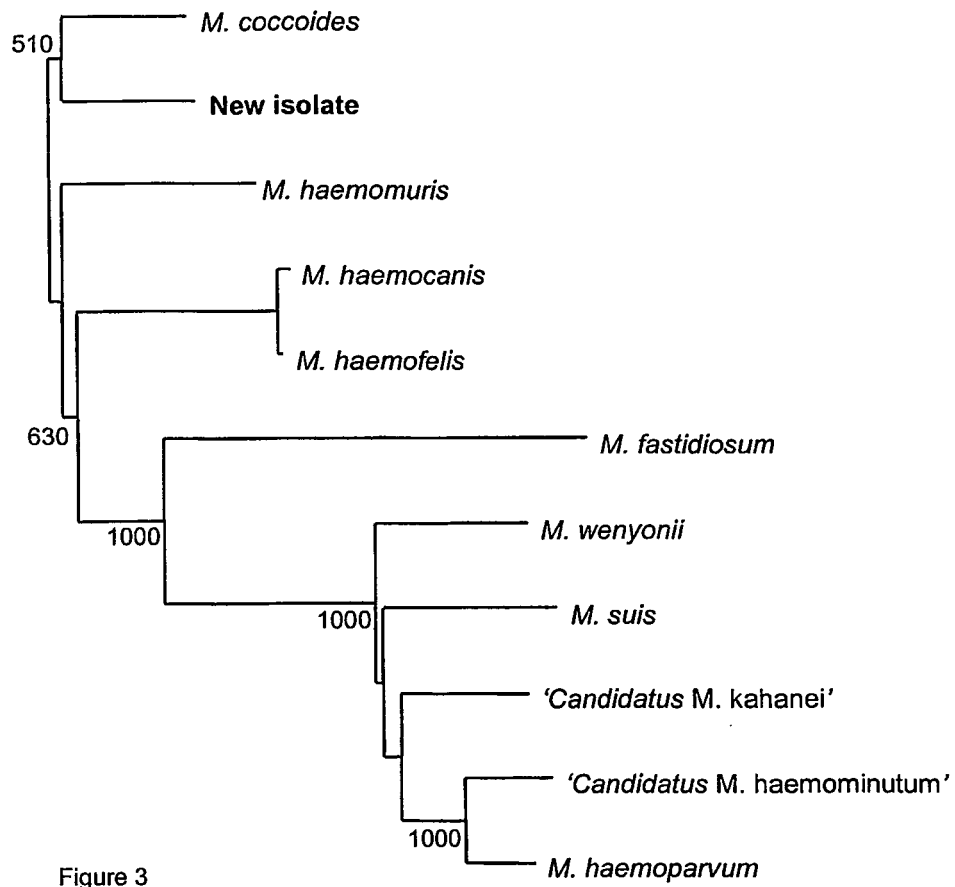 M. coccoides
510
New isolate
M. haemomuris
M. haemocanis
M. haemofelis
630
M. fastidiosum
1000
M. wenyonii
1000
M. suis
'Candidatus M. kahanei'
'Candidatus M. haemominutum'
1000
M. haemoparvum
Figure 3